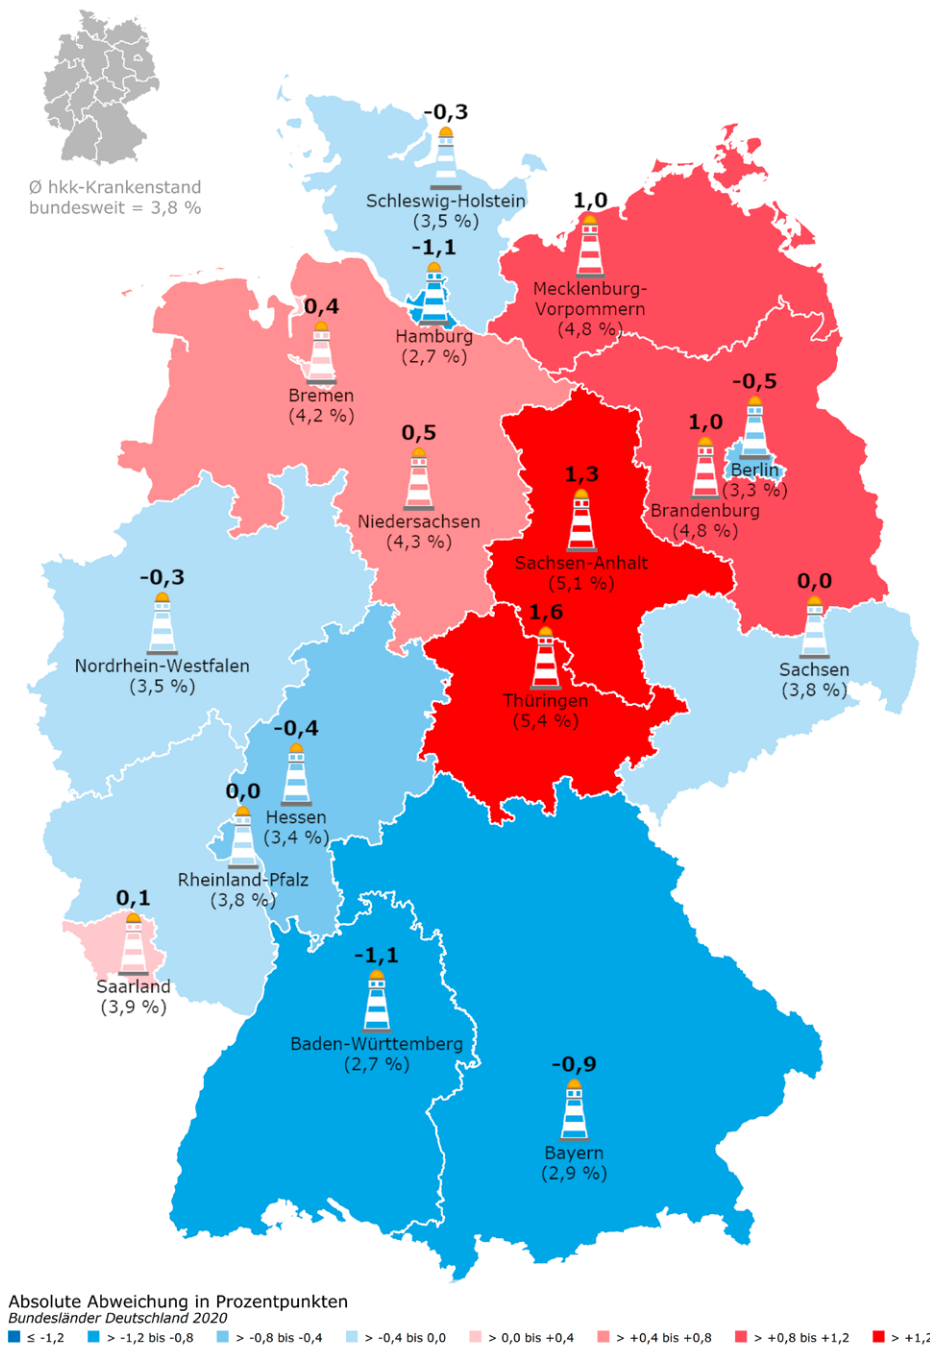 Ø hkk-Krankenstand
bundesweit = 3,8 %
-0,3
Schleswig-Holstein
(3,5 %)
1,0
Mecklenburg-
Vorpommern
(4,8 %)
-1,1
Hamburg
(2,7 %)
0,4
Bremen
(4,2 %)
-0,5
Berlin
(3,3 %)
1,0
Brandenburg
(4,8 %)
0,5
Niedersachsen
(4,3 %)
1,3
Sachsen-Anhalt
(5,1 %)
-0,3
Nordrhein-Westfalen
(3,5 %)
0,0
Sachsen
(3,8 %)
1,6
Thüringen
(5,4 %)
-0,4
Hessen
(3,4 %)
0,0
Rheinland-Pfalz
(3,8 %)
0,1
Saarland
(3,9 %)
-1,1
Baden-Württemberg
(2,7 %)
-0,9
Bayern
(2,9 %)
Absolute Abweichung in Prozentpunkten
Bundesländer Deutschland 2020
≤ -1,2 > -1,2 bis -0,8 > -0,8 bis -0,4 > -0,4 bis 0,0 > 0,0 bis +0,4 > +0,4 bis +0,8 > +0,8 bis +1,2 > +1,2